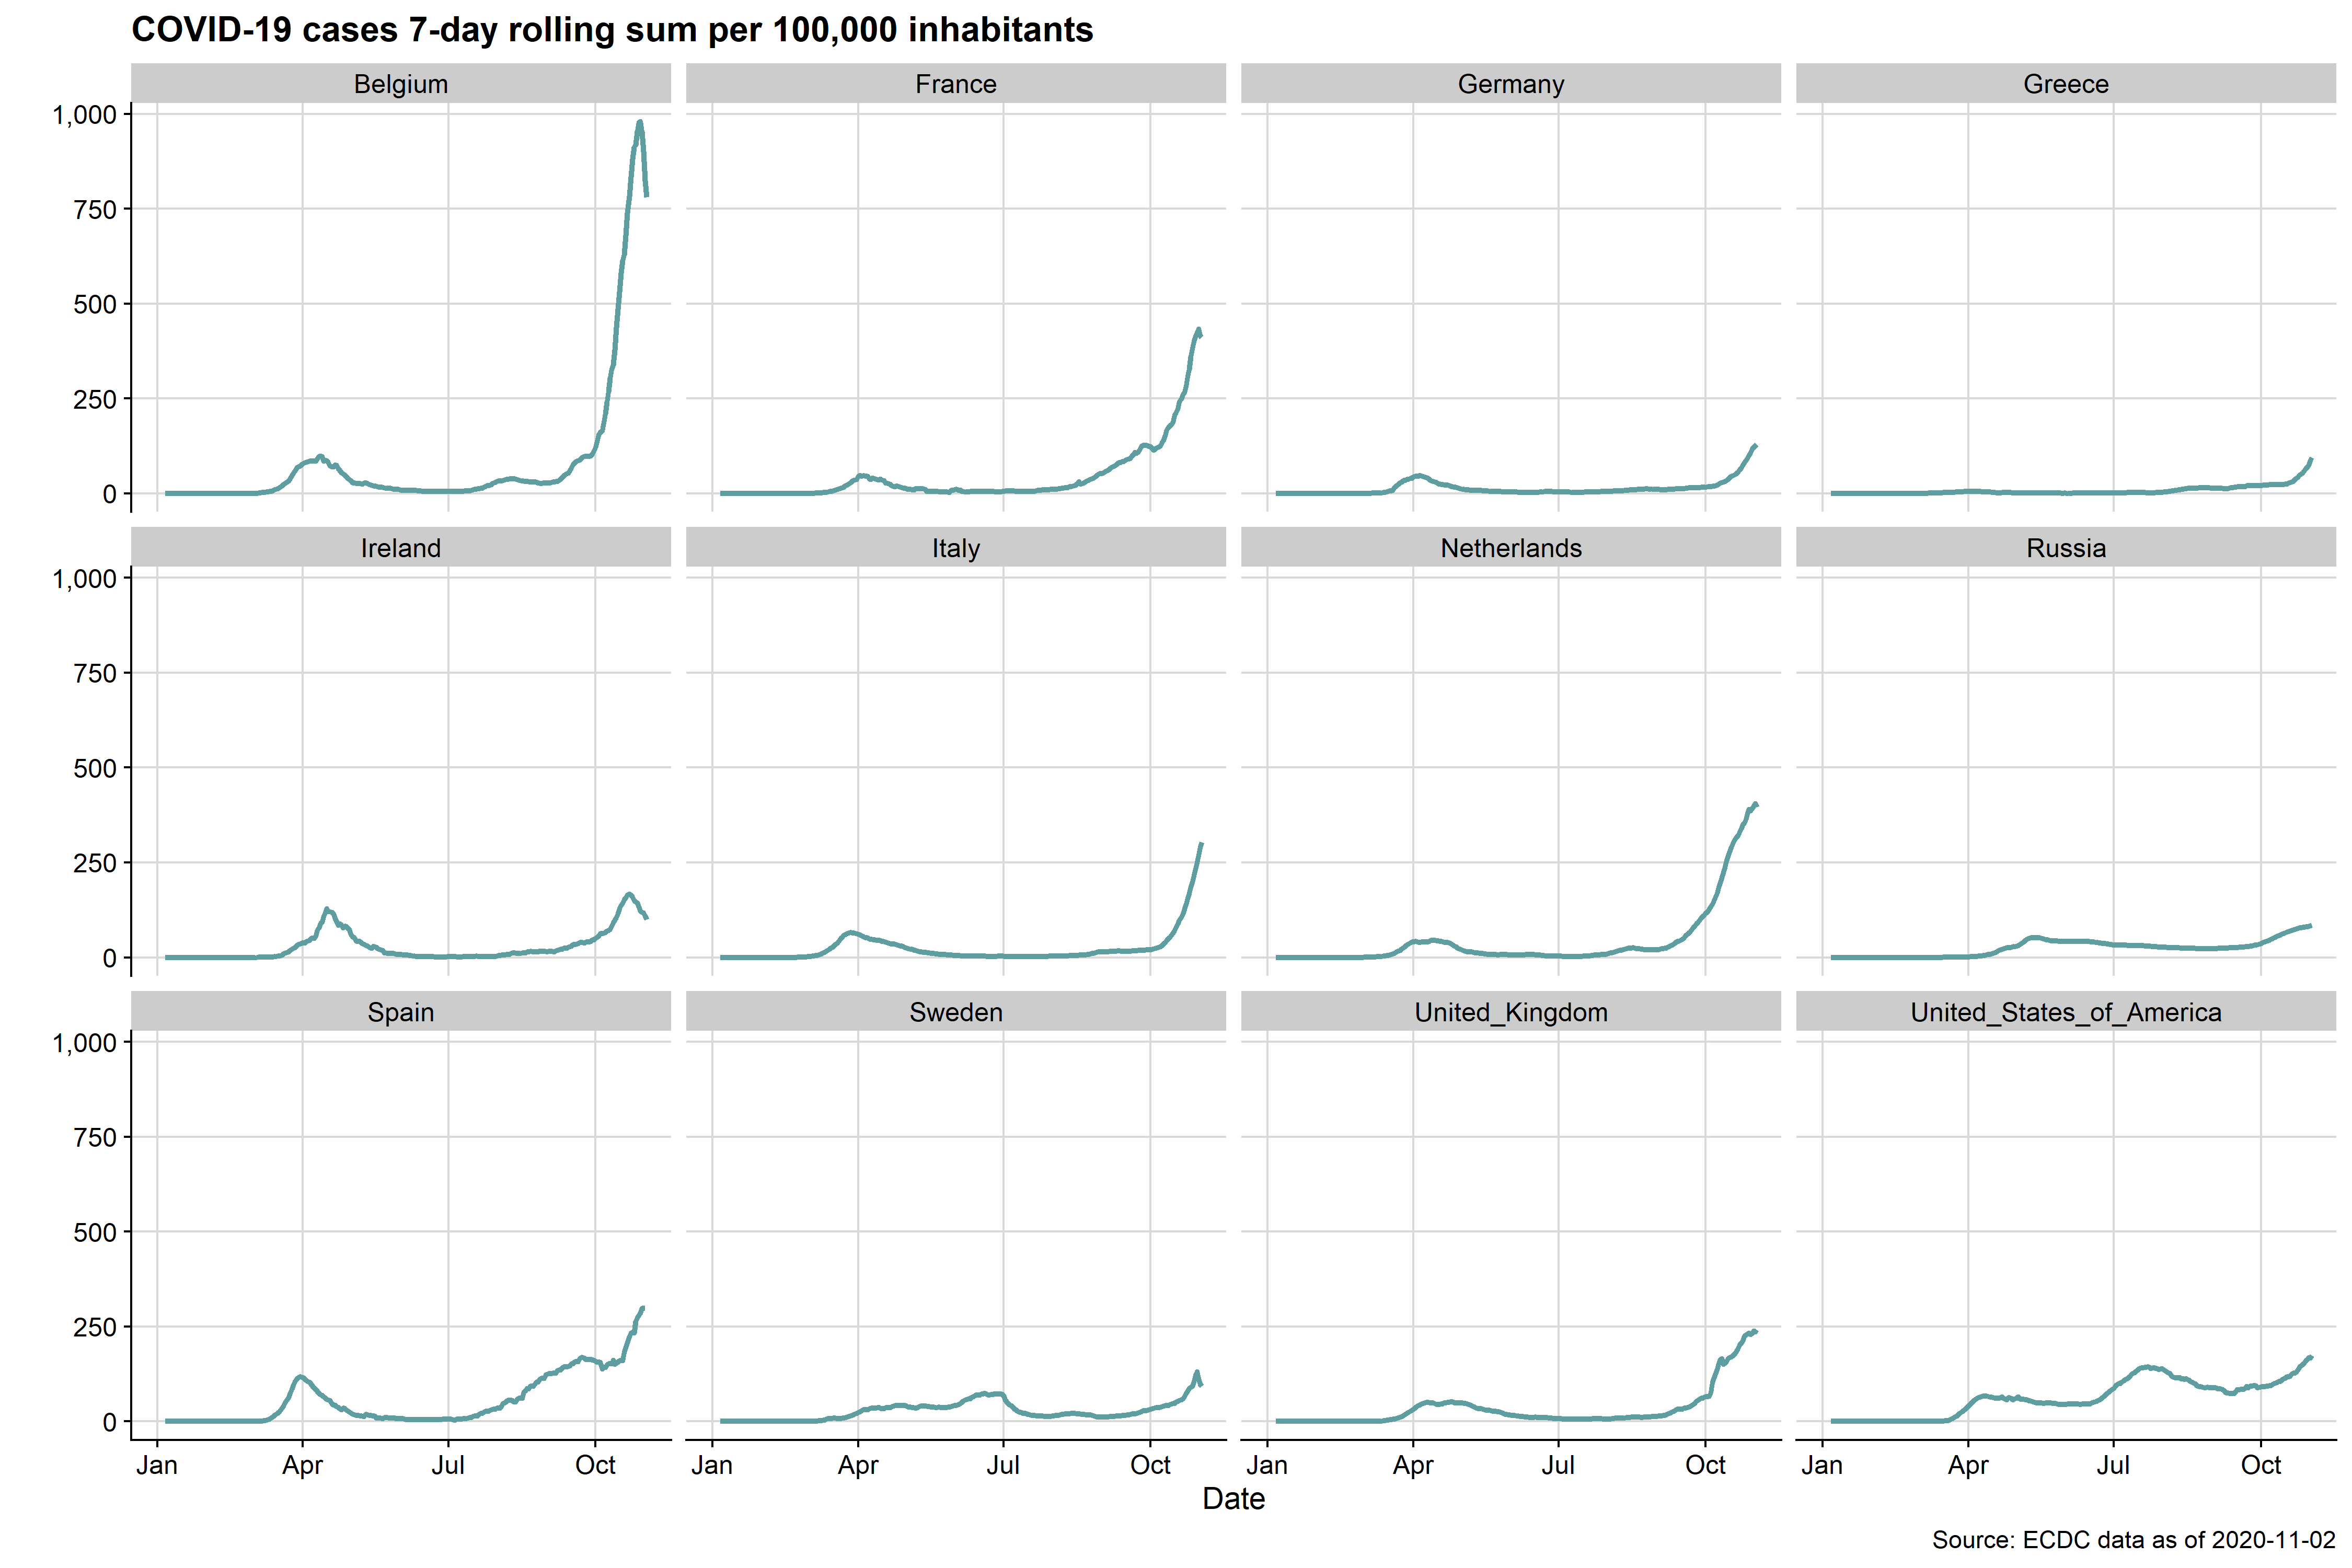 COVID-19 cases 7-day rolling sum per 100,000 inhabitants
Belgium France Germany Greece
1,000
750
500
250
0
Ireland Italy Netherlands Russia
1,000
750
500
250
0
Spain Sweden United_Kingdom United_States_of_America
1,000
750
500
250
0
Jan Apr Jul Oct Jan Apr Jul Oct Jan Apr Jul Oct Jan Apr Jul Oct
Date
Source: ECDC data as of 2020-11-02